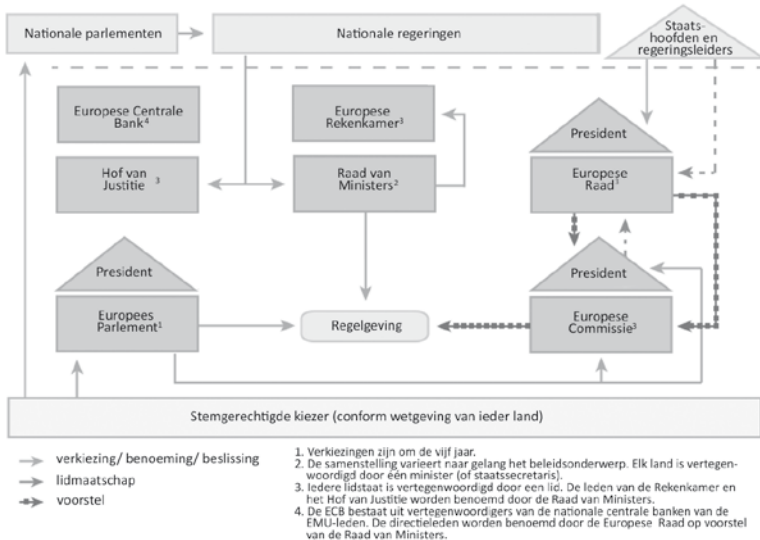 Nationale parlementen
Nationale regeringen
Staats-
hoofden en
regeringsleiders
Europese Centrale
Bank⁴
Europese
Rekenkamer³
President
Hof van
Justitie ³
Raad van
Ministers²
Europese
Raad¹
President
President
Europees
Parlement¹
Regelgeving
Europese
Commissie³
Stemgerechtigde kiezer (conform wetgeving van ieder land)
verkiezing/ benoeming/ beslissing
lidmaatschap
voorstel
1. Verkiezingen zijn om de vijf jaar.
2. De samenstelling varieert naar gelang het beleidsonderwerp. Elk land is vertegen-
woordigd door één minister (of staatssecretaris).
3. Iedere lidstaat is vertegenwoordigd door een lid. De leden van de Rekenkamer en
het Hof van Justitie worden benoemd door de Raad van Ministers.
4. De ECB bestaat uit vertegenwoordigers van de nationale centrale banken van de
EMU-leden. De directieleden worden benoemd door de Europese Raad op voorstel
van de Raad van Ministers.